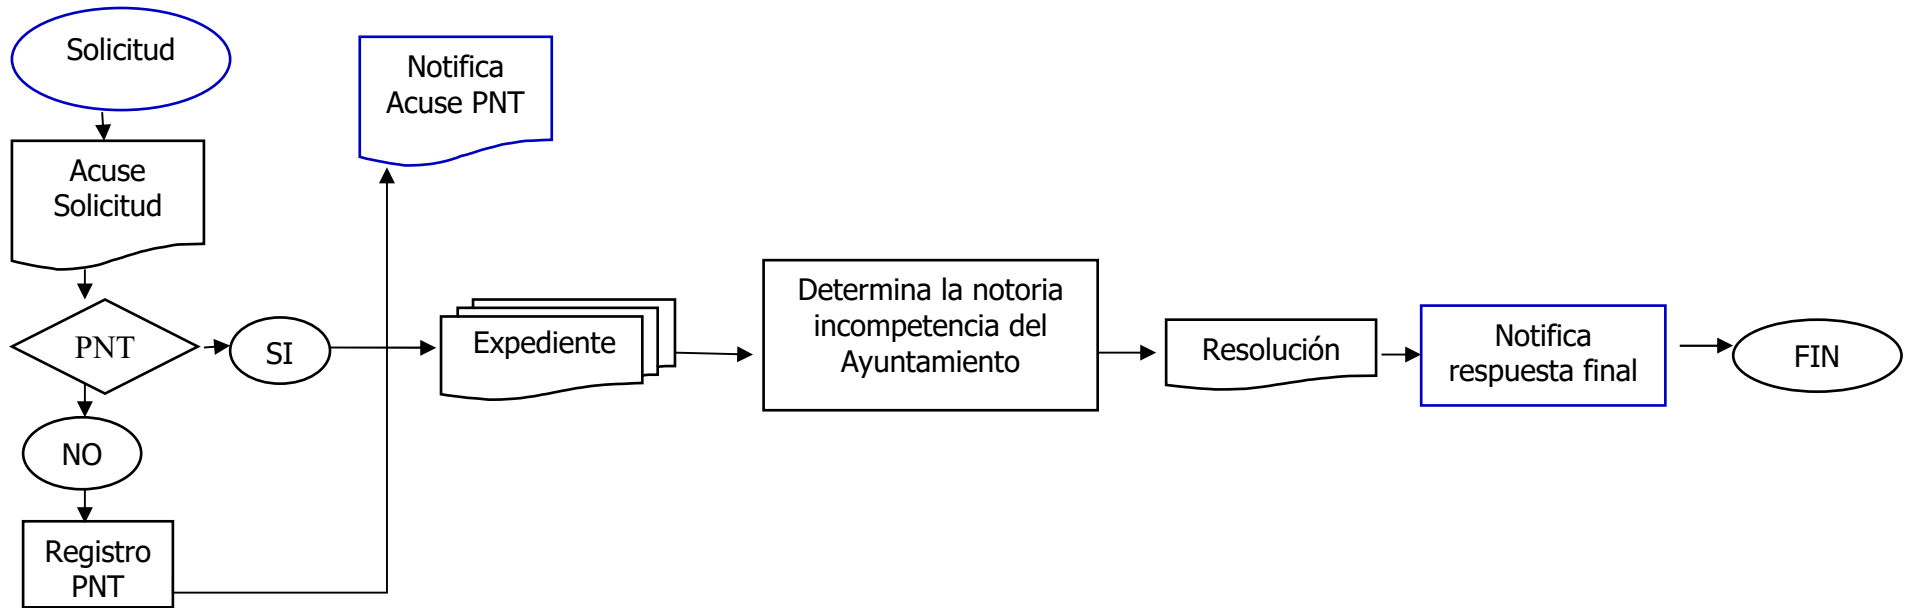 Solicitud
Notifica
Acuse PNT
Acuse
Solicitud
PNT
SI
Expediente
Determina la notoria
incompetencia del
Ayuntamiento
Resolución
Notifica
respuesta final
FIN
NO
Registro
PNT